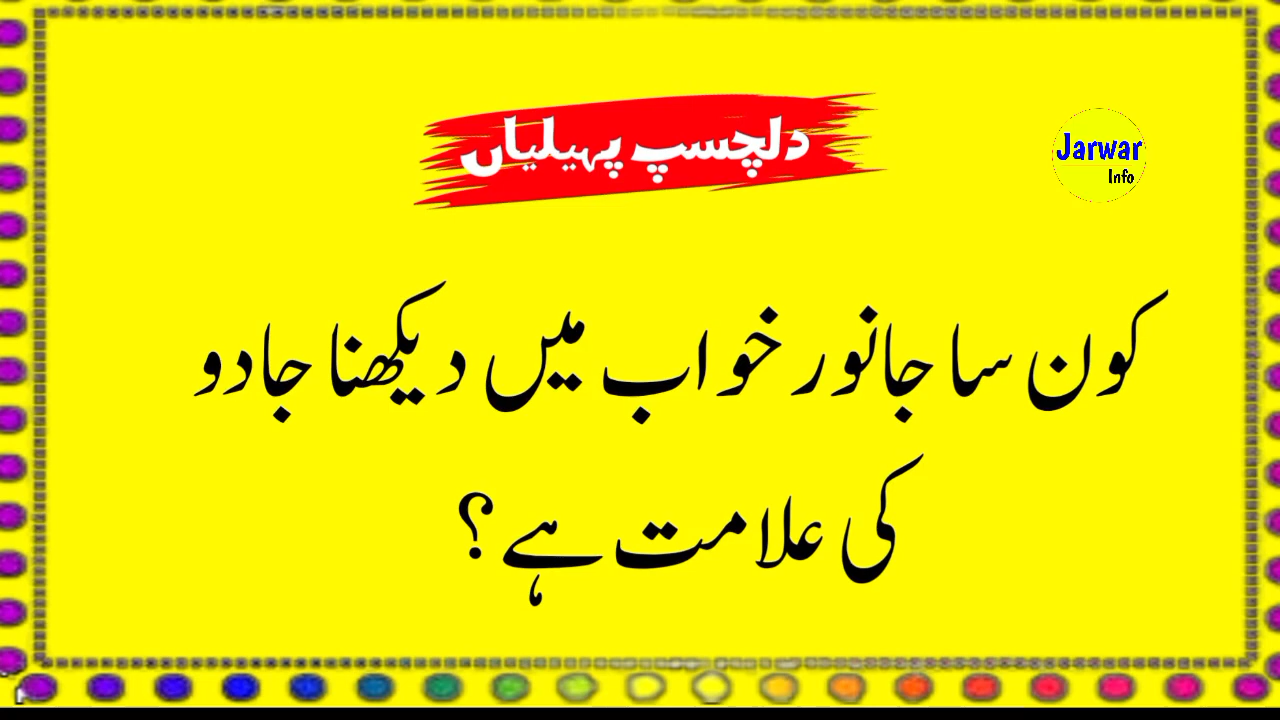 دلچسپ پہیلیاں
Jarwar
Info
کون سا جانور خواب میں دیکھنا جادو
کی علامت ہے؟